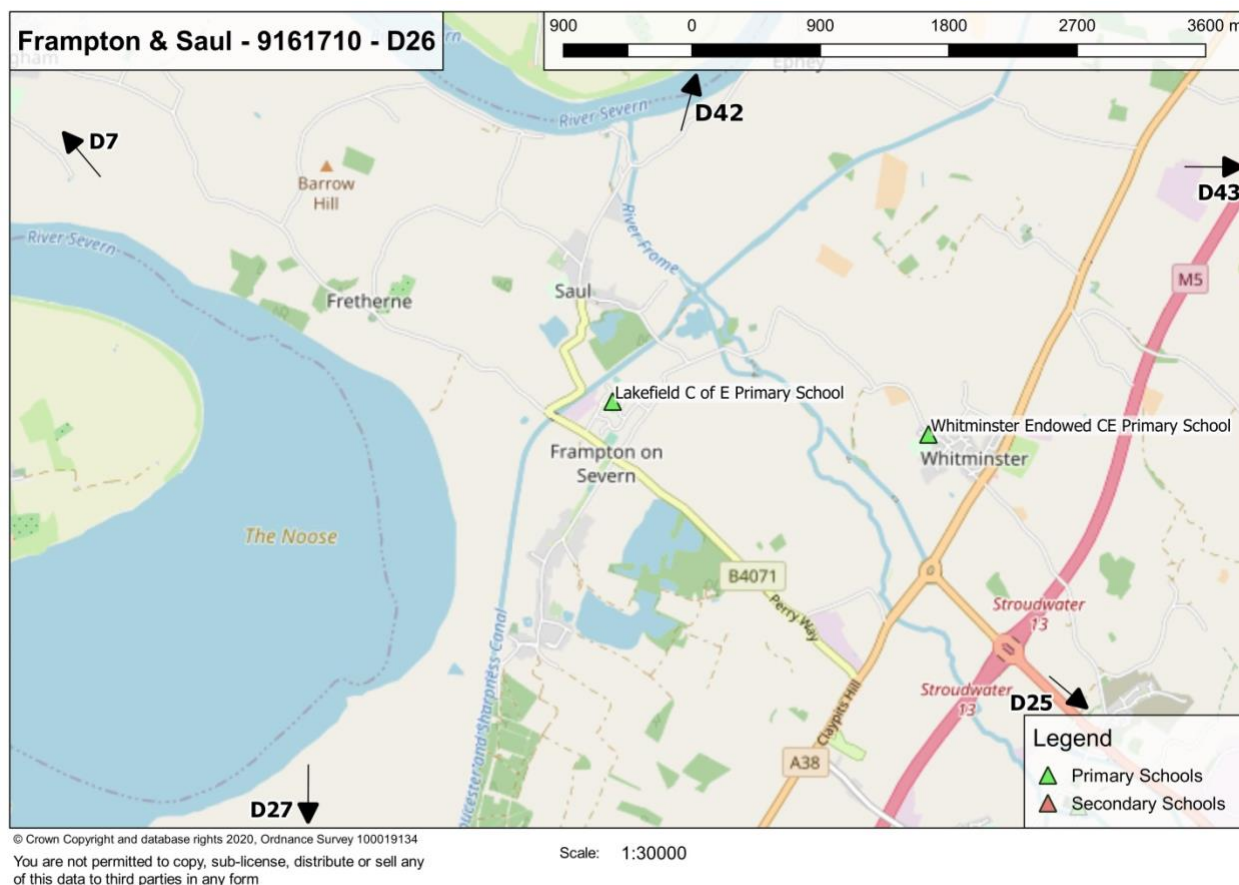 Frampton & Saul - 9161710 - D26
900 0 900 1800 2700 3600 m
Epney
River Severn
D42
D7
D43
Barrow
Hill
River Frome
River Severn
M5
Saul
Fretherne
Lakefield C of E Primary School
Whitminster Endowed CE Primary School
Frampton on
Severn
Whitminster
The Noose
B4071
Perry Way
Stroudwater
13
Stroudwater
13
D25
Claypits Hill
A38
D27
oucester and Sharpness Canal
Legend
Primary Schools
Secondary Schools
© Crown Copyright and database rights 2020, Ordnance Survey 100019134
You are not permitted to copy, sub-license, distribute or sell any
of this data to third parties in any form
Scale: 1:30000